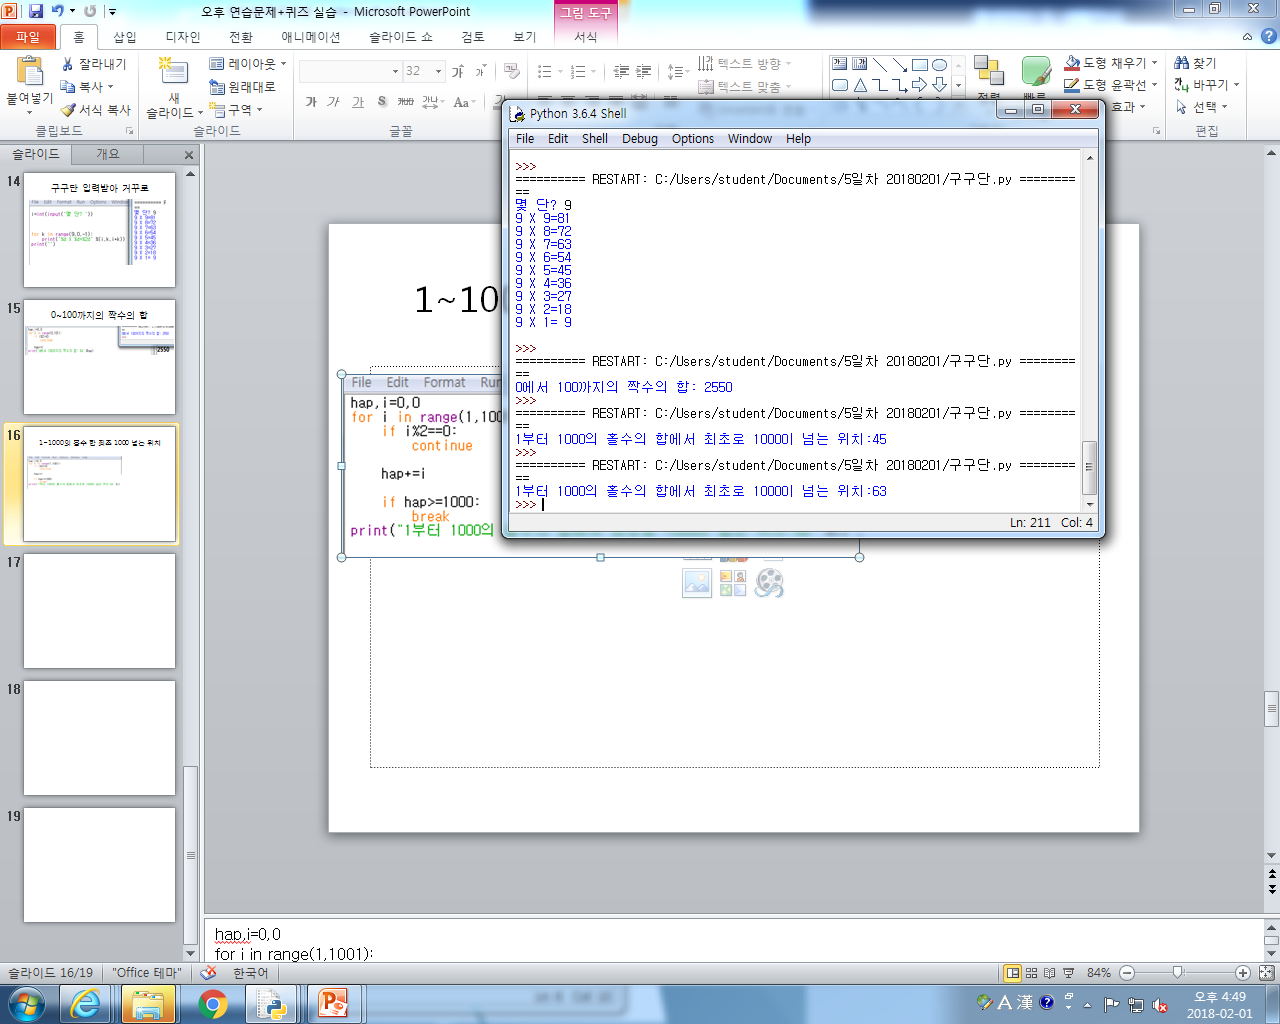 오후 연습문제+퀴즈 실습 - Microsoft PowerPoint
그림 도구
파일 홈 삽입 디자인 전환 애니메이션 슬라이드 쇼 검토 보기 서식
붙여넣기
잘라내기
복사
서식 복사
클립보드
새 슬라이드
레이아웃
원래대로
구역
슬라이드
32
글꼴
텍스트 방향
텍스트 맞춤
도형 채우기
도형 윤곽선
효과
찾기
바꾸기
선택
편집
슬라이드 개요
14
구구단 입력받아 거꾸로
15
0~100까지의 짝수의 합
2550
16
1~1000의 홀수 한 최초 1000 넘는 위치
17
18
19
1~100
File Edit Format Run
hap,i=0,0
for i in range(1,100
if i%2==0:
continue
hap+=i
if hap>=1000:
break
print("1부터 1000의
Python 3.6.4 Shell
File Edit Shell Debug Options Window Help
>>>
========== RESTART: C:/Users/student/Documents/5일차 20180201/구구단.py ========
==
몇 단? 9
9 X 9=81
9 X 8=72
9 X 7=63
9 X 6=54
9 X 5=45
9 X 4=36
9 X 3=27
9 X 2=18
9 X 1= 9
>>>
========== RESTART: C:/Users/student/Documents/5일차 20180201/구구단.py ========
==
0에서 100까지의 짝수의 합: 2550
>>>
========== RESTART: C:/Users/student/Documents/5일차 20180201/구구단.py ========
==
1부터 1000의 홀수의 합에서 최초로 1000이 넘는 위치:45
>>>
========== RESTART: C:/Users/student/Documents/5일차 20180201/구구단.py ========
==
1부터 1000의 홀수의 합에서 최초로 1000이 넘는 위치:63
>>>
Ln: 211 Col: 4
hap,i=0,0
for i in range(1,1001):
슬라이드 16/19 "Office 테마" 한국어
84%
A 漢
오후 4:49
2018-02-01